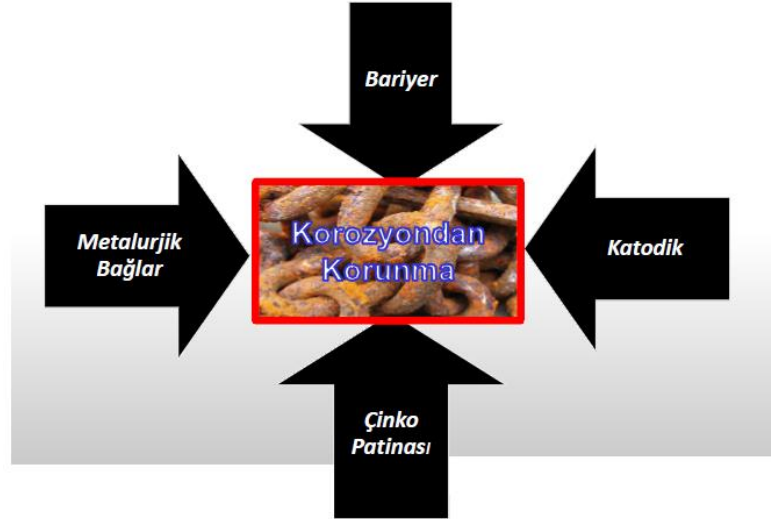 Bariyer
Metalurjik
Bağlar
Korozyondan
Korunma
Katodik
Çinko
Patinası